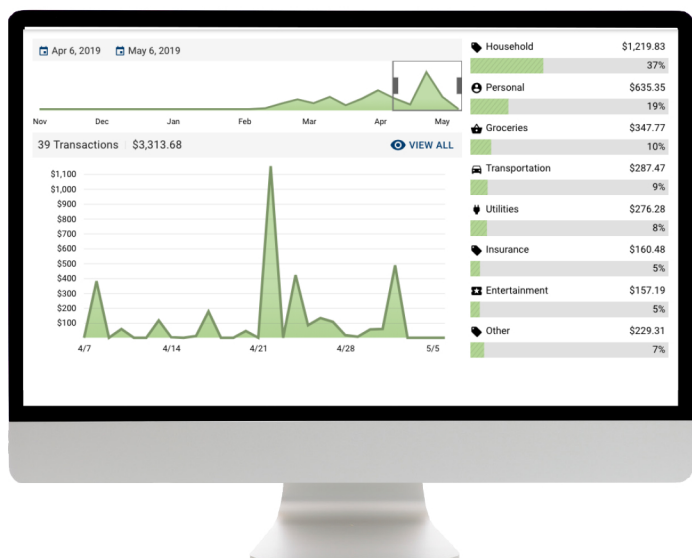 Apr 6, 2019 May 6, 2019
Nov Dec Jan Feb Mar Apr May
39 Transactions $3,313.68 VIEW ALL
$1,100
$1,000
$900
$800
$700
$600
$500
$400
$300
$200
$100
4/7 4/14 4/21 4/28 5/5
Household $1,219.83
37%
Personal $635.35
19%
Groceries $347.77
10%
Transportation $287.47
9%
Utilities $276.28
8%
Insurance $160.48
5%
Entertainment $157.19
5%
Other $229.31
7%